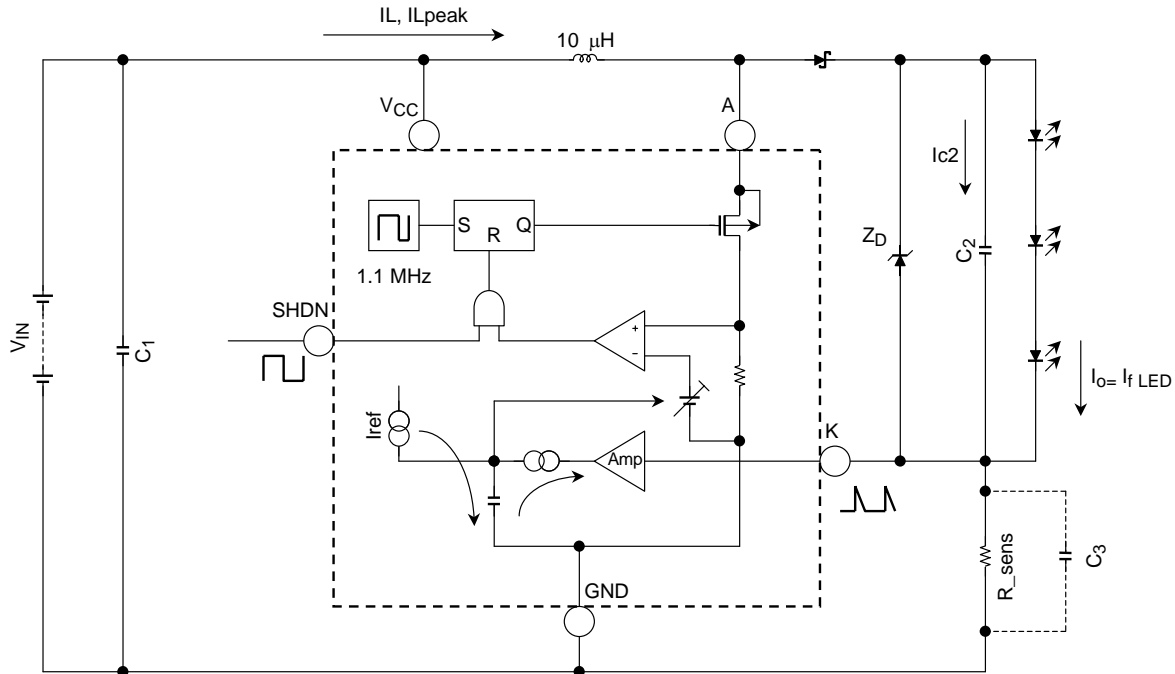 IL, ILpeak
10 μH
VCC
A
Ic2
S
R
Q
ZD
C2
1.1 MHz
SHDN
VIN
C1
+
−
Io= If LED
Iref
K
Amp
GND
R_sens
C3